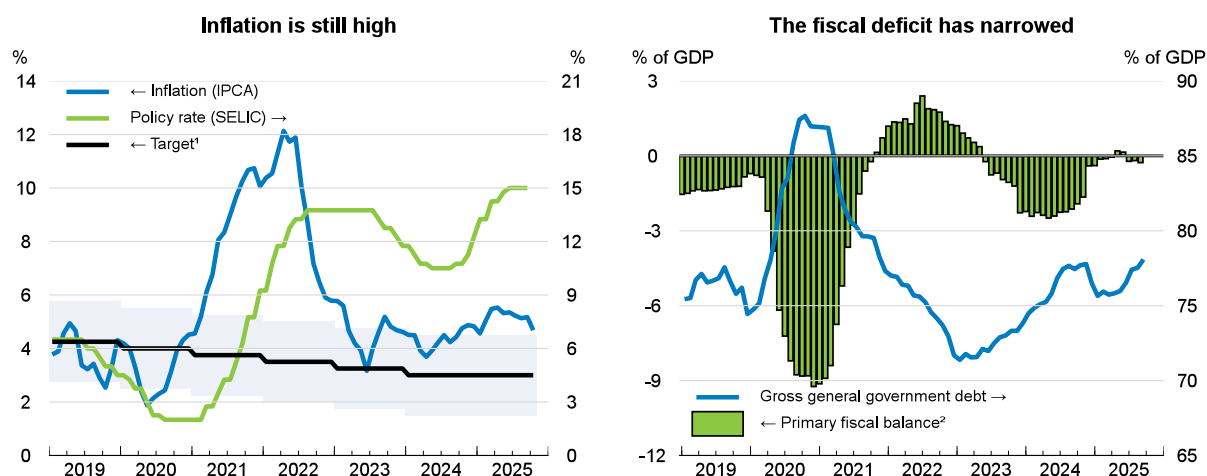 Inflation is still high
%
%
14
21
← Inflation (IPCA)
Policy rate (SELIC) →
← Target¹
12
18
10
15
8
12
6
9
4
6
2
3
0
0
2019 2020 2021 2022 2023 2024 2025
The fiscal deficit has narrowed
% of GDP
% of GDP
3
90
0
85
-3
80
-6
75
-9
70
Gross general government debt →
← Primary fiscal balance²
-12
65
2019 2020 2021 2022 2023 2024 2025